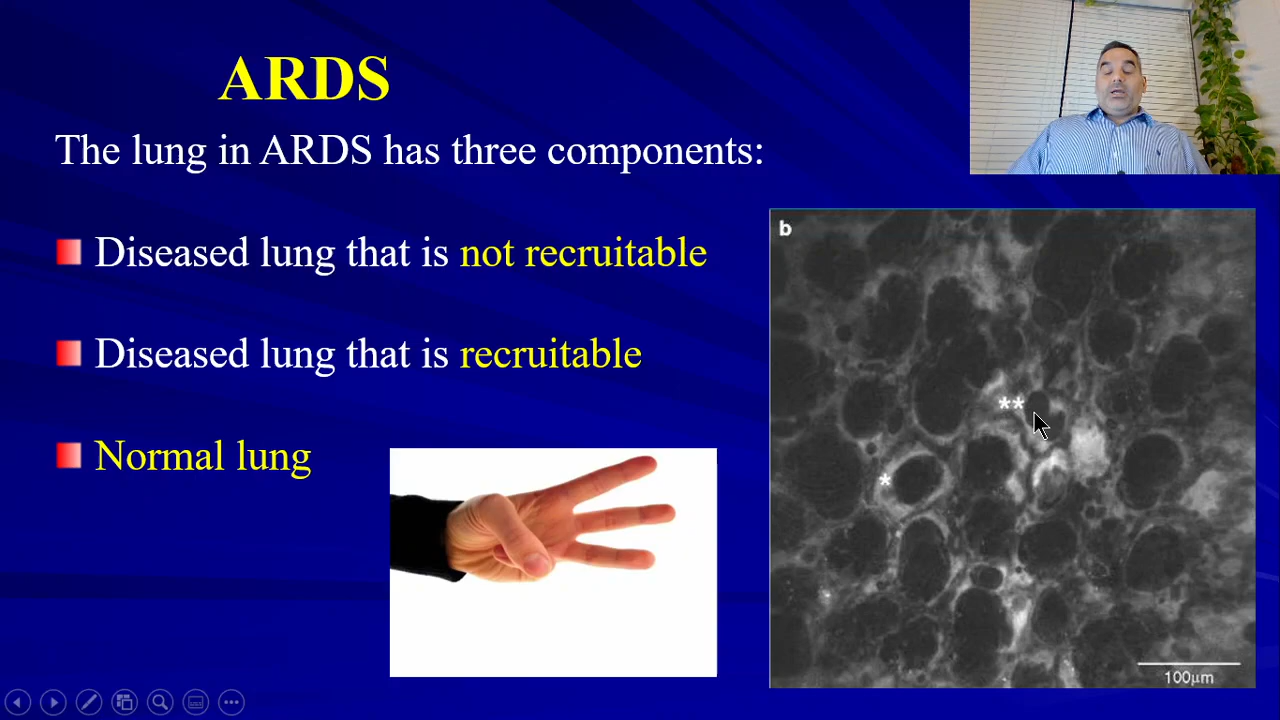 ARDS
The lung in ARDS has three components:
Diseased lung that is not recruitable
Diseased lung that is recruitable
Normal lung
b
**
*
100μm